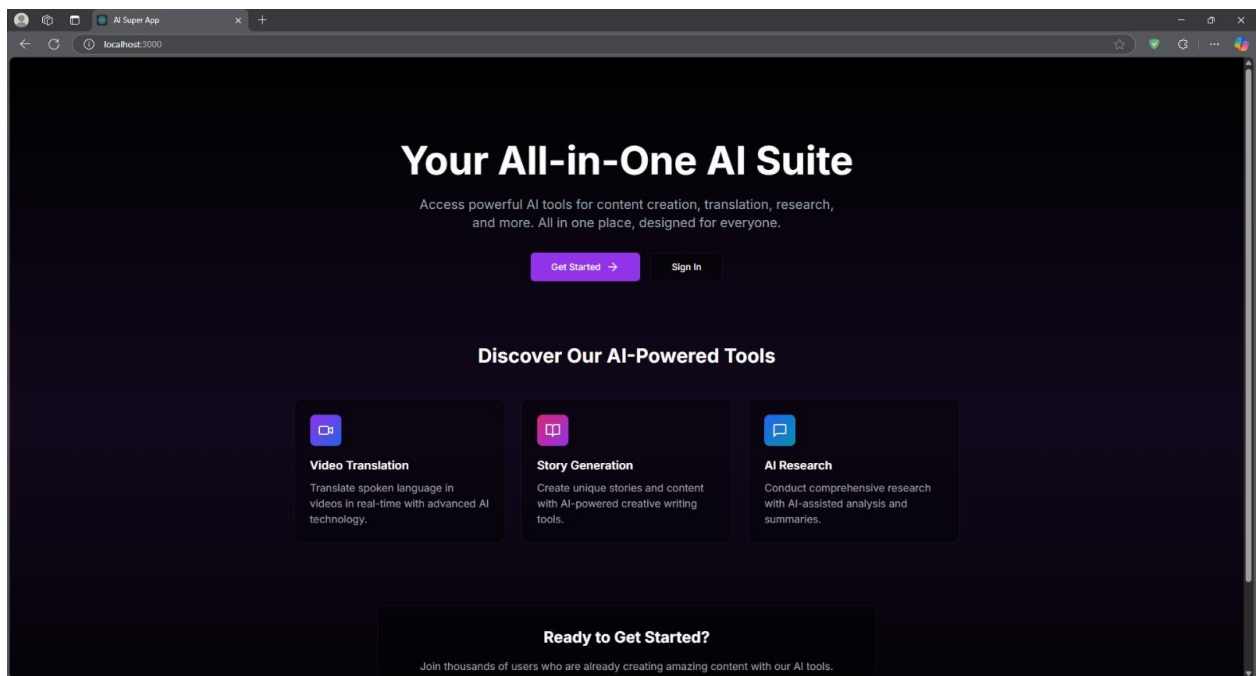 AI Super App
localhost:3000
Your All-in-One AI Suite
Access powerful AI tools for content creation, translation, research,
and more. All in one place, designed for everyone.
Get Started →
Sign In
Discover Our AI-Powered Tools
Video Translation
Translate spoken language in
videos in real-time with advanced AI
technology.
Story Generation
Create unique stories and content
with AI-powered creative writing
tools.
AI Research
Conduct comprehensive research
with AI-assisted analysis and
summaries.
Ready to Get Started?
Join thousands of users who are already creating amazing content with our AI tools.